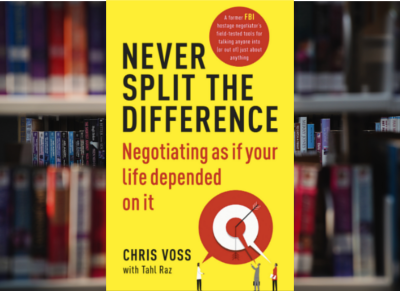 A former FBI
hostage negotiator's
field-tested tools for
talking anyone into
(or out of) just about
anything
NEVER
SPLIT THE
DIFFERENCE
Negotiating as if your
life depended
on it
CHRIS VOSS
with Tahl Raz